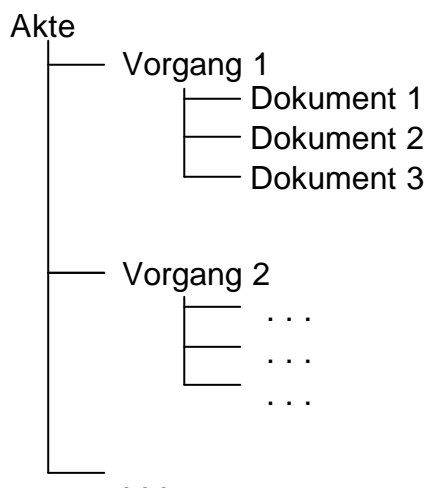 Akte
Vorgang 1
Dokument 1
Dokument 2
Dokument 3
Vorgang 2
. . .
. . .
. . .
. . .